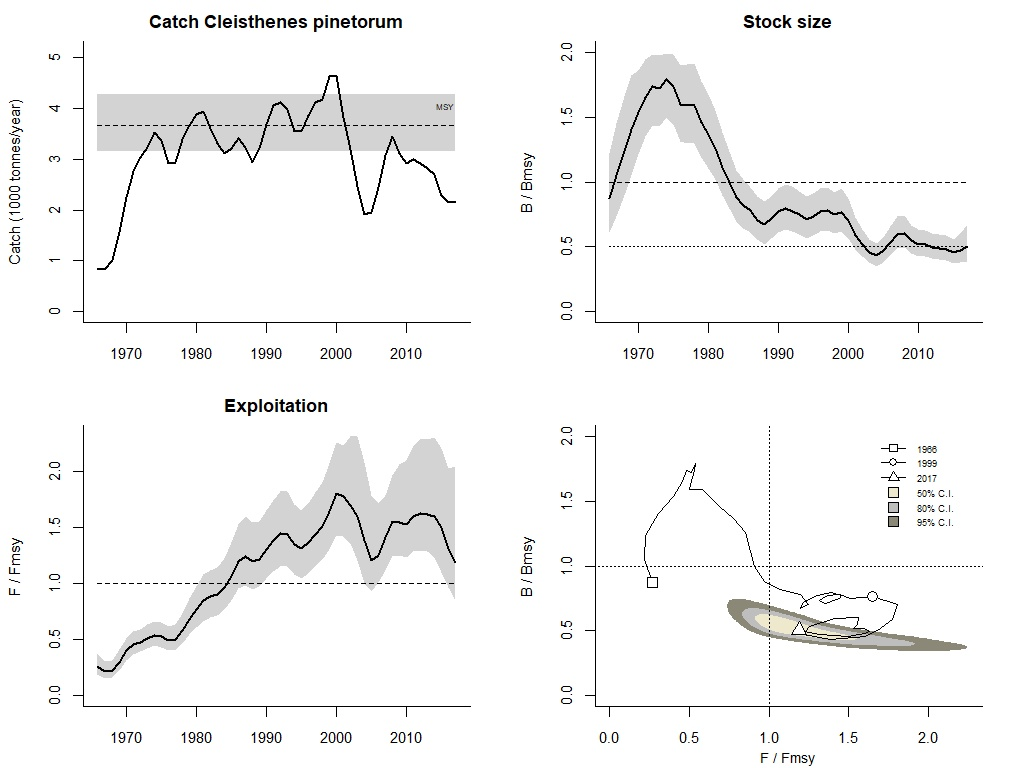 Catch Cleisthenes pinetorum
Catch (1000 tonnes/year)
5
4
3
2
1
0
MSY
1970 1980 1990 2000 2010
Stock size
B / Bmsy
2.0
1.5
1.0
0.5
0.0
1970 1980 1990 2000 2010
Exploitation
F / Fmsy
2.0
1.5
1.0
0.5
0.0
1970 1980 1990 2000 2010
B / Bmsy
2.0
1.5
1.0
0.5
0.0
1966
1999
2017
50% C.I.
80% C.I.
95% C.I.
0.0 0.5 1.0 1.5 2.0
F / Fmsy